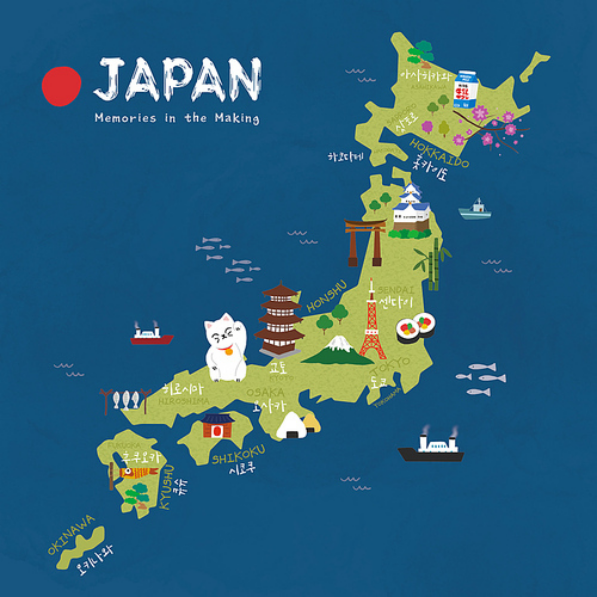 JAPAN
Memories in the Making
아사히카와
ASAHIKAWA
삿포로
HOKKAIDO
홋카이도
하코다테
HONSHU
SENDAI
센다이
TOKYO
도쿄
YOKOHAMA
교토
KYOTO
OSAKA
오사카
히로시마
HIROSHIMA
SHIKOKU
시코쿠
FUKUOKA
후쿠오카
KYUSHU
규슈
OKINAWA
오키나와